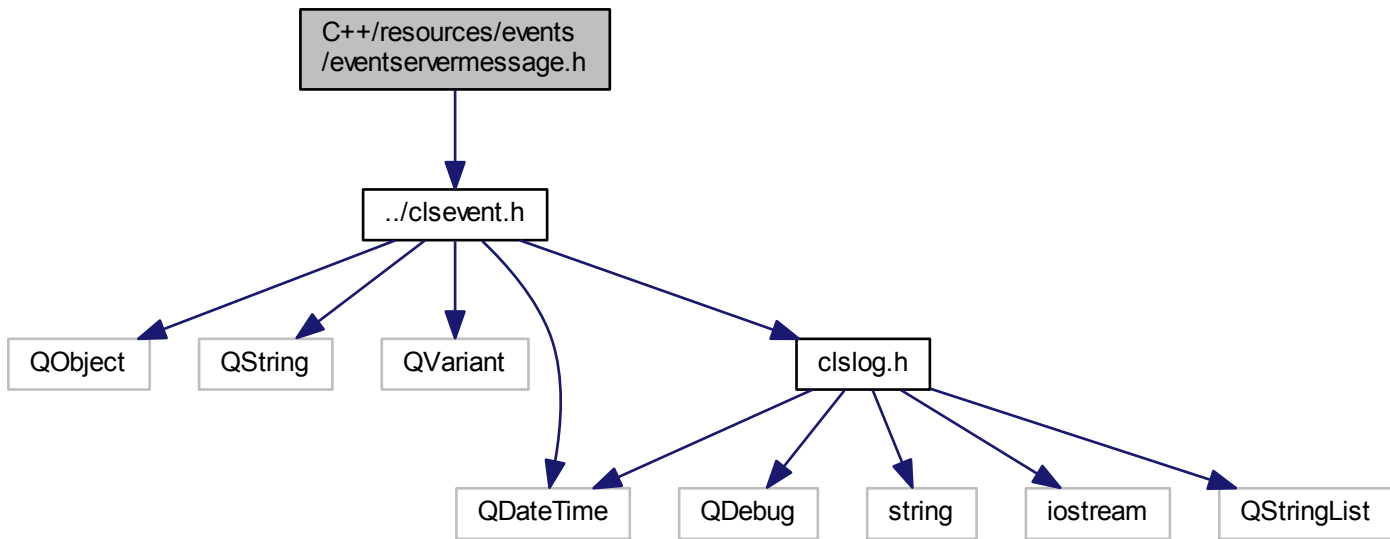 C++/resources/events
/eventservermessage.h
../clsevent.h
QObject
QString
QVariant
clslog.h
QDateTime
QDebug
string
iostream
QStringList